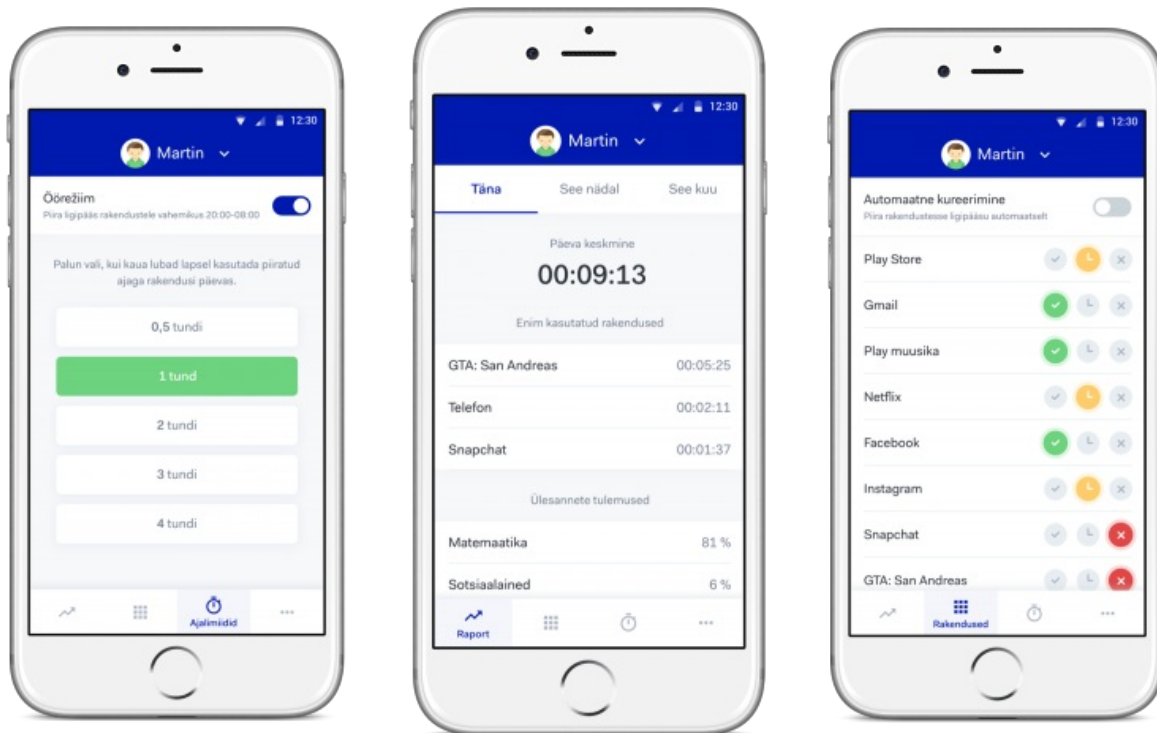 12:30
Martin
Öörežiim
Piira ligipääs rakendustele vahemikus 20:00-08:00
Palun vali, kui kaua lubad lapsel kasutada piiratud
ajaga rakendusi päevas.
0,5 tundi
1 tund
2 tundi
3 tundi
4 tundi
Ajalimiidid
12:30
Martin
Täna See nädal See kuu
Päeva keskmine
00:09:13
Enim kasutatud rakendused
GTA: San Andreas 00:05:25
Telefon 00:02:11
Snapchat 00:01:37
Ülesannete tulemused
Matemaatika 81 %
Sotsiaalained 6 %
Raport
12:30
Martin
Automaatne kureerimine
Piira rakendustesse ligipääsu automaatselt
Play Store
Gmail
Play muusika
Netflix
Facebook
Instagram
Snapchat
GTA: San Andreas
Rakendused